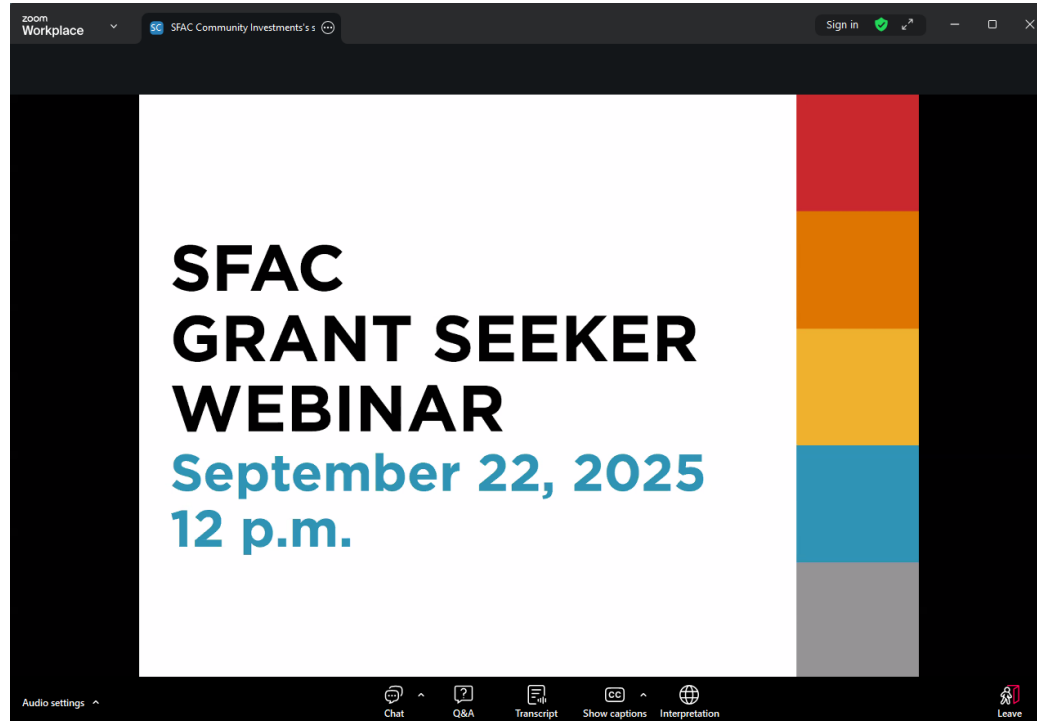 zoom
Workplace
SC SFAC Community Investments's s
Sign in
SFAC
GRANT SEEKER
WEBINAR
September 22, 2025
12 p.m.
Audio settings
Chat
Q&A
Transcript
CC
Show captions
Interpretation
Leave